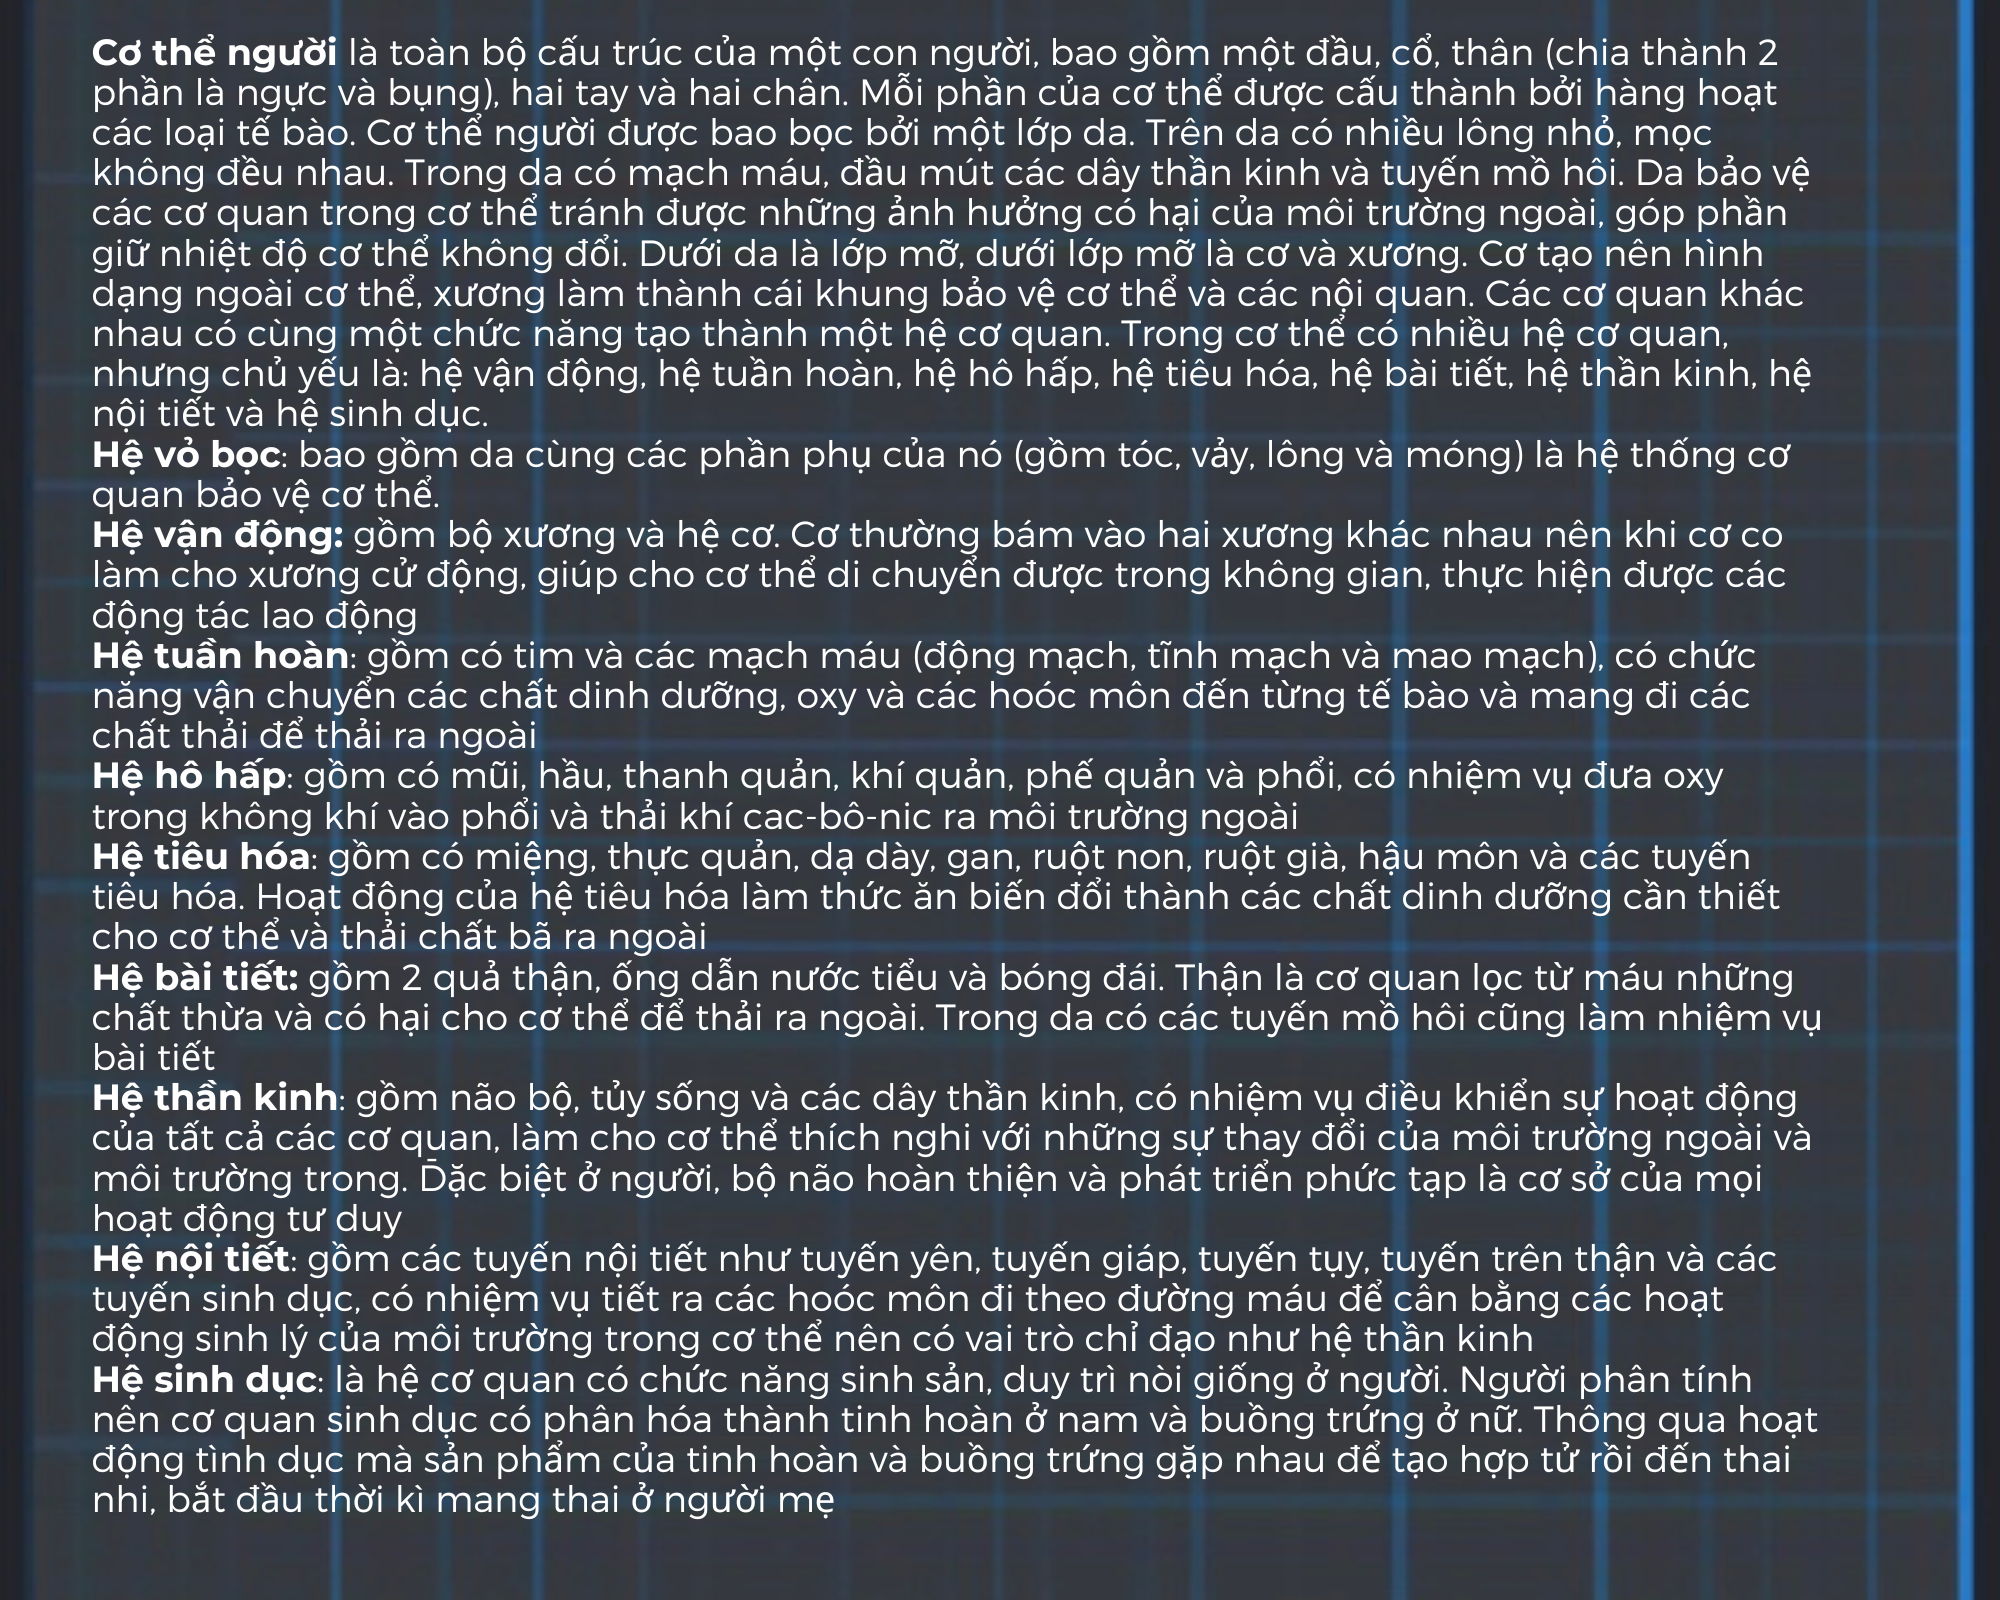 Cơ thể người là toàn bộ cấu trúc của một con người, bao gồm một đầu, cổ, thân (chia thành 2
phần là ngực và bụng), hai tay và hai chân. Mỗi phần của cơ thể được cấu thành bởi hàng hoạt
các loại tế bào. Cơ thể người được bao bọc bởi một lớp da. Trên da có nhiều lông nhỏ, mọc
không đều nhau. Trong da có mạch máu, đầu mút các dây thần kinh và tuyến mồ hôi. Da bảo vệ
các cơ quan trong cơ thể tránh được những ảnh hưởng có hại của môi trường ngoài, góp phần
giữ nhiệt độ cơ thể không đổi. Dưới da là lớp mỡ, dưới lớp mỡ là cơ và xương. Cơ tạo nên hình
dạng ngoài cơ thể, xương làm thành cái khung bảo vệ cơ thể và các nội quan. Các cơ quan khác
nhau có cùng một chức năng tạo thành một hệ cơ quan. Trong cơ thể có nhiều hệ cơ quan,
nhưng chủ yếu là: hệ vận động, hệ tuần hoàn, hệ hô hấp, hệ tiêu hóa, hệ bài tiết, hệ thần kinh, hệ
nội tiết và hệ sinh dục.
Hệ vỏ bọc: bao gồm da cùng các phần phụ của nó (gồm tóc, vảy, lông và móng) là hệ thống cơ
quan bảo vệ cơ thể.
Hệ vận động: gồm bộ xương và hệ cơ. Cơ thường bám vào hai xương khác nhau nên khi cơ co
làm cho xương cử động, giúp cho cơ thể di chuyển được trong không gian, thực hiện được các
động tác lao động
Hệ tuần hoàn: gồm có tim và các mạch máu (động mạch, tĩnh mạch và mao mạch), có chức
năng vận chuyển các chất dinh dưỡng, oxy và các hoóc môn đến từng tế bào và mang đi các
chất thải để thải ra ngoài
Hệ hô hấp: gồm có mũi, hầu, thanh quản, khí quản, phế quản và phổi, có nhiệm vụ đưa oxy
trong không khí vào phổi và thải khí cac-bô-nic ra môi trường ngoài
Hệ tiêu hóa: gồm có miệng, thực quản, dạ dày, gan, ruột non, ruột già, hậu môn và các tuyến
tiêu hóa. Hoạt động của hệ tiêu hóa làm thức ăn biến đổi thành các chất dinh dưỡng cần thiết
cho cơ thể và thải chất bã ra ngoài
Hệ bài tiết: gồm 2 quả thận, ống dẫn nước tiểu và bóng đái. Thận là cơ quan lọc từ máu những
chất thừa và có hại cho cơ thể để thải ra ngoài. Trong da có các tuyến mồ hôi cũng làm nhiệm vụ
bài tiết
Hệ thần kinh: gồm não bộ, tủy sống và các dây thần kinh, có nhiệm vụ điều khiển sự hoạt động
của tất cả các cơ quan, làm cho cơ thể thích nghi với những sự thay đổi của môi trường ngoài và
môi trường trong. Đặc biệt ở người, bộ não hoàn thiện và phát triển phức tạp là cơ sở của mọi
hoạt động tư duy
Hệ nội tiết: gồm các tuyến nội tiết như tuyến yên, tuyến giáp, tuyến tụy, tuyến trên thận và các
tuyến sinh dục, có nhiệm vụ tiết ra các hoóc môn đi theo đường máu để cân bằng các hoạt
động sinh lý của môi trường trong cơ thể nên có vai trò chỉ đạo như hệ thần kinh
Hệ sinh dục: là hệ cơ quan có chức năng sinh sản, duy trì nòi giống ở người. Người phân tính
nên cơ quan sinh dục có phân hóa thành tinh hoàn ở nam và buồng trứng ở nữ. Thông qua hoạt
động tình dục mà sản phẩm của tinh hoàn và buồng trứng gặp nhau để tạo hợp tử rồi đến thai
nhi, bắt đầu thời kì mang thai ở người mẹ